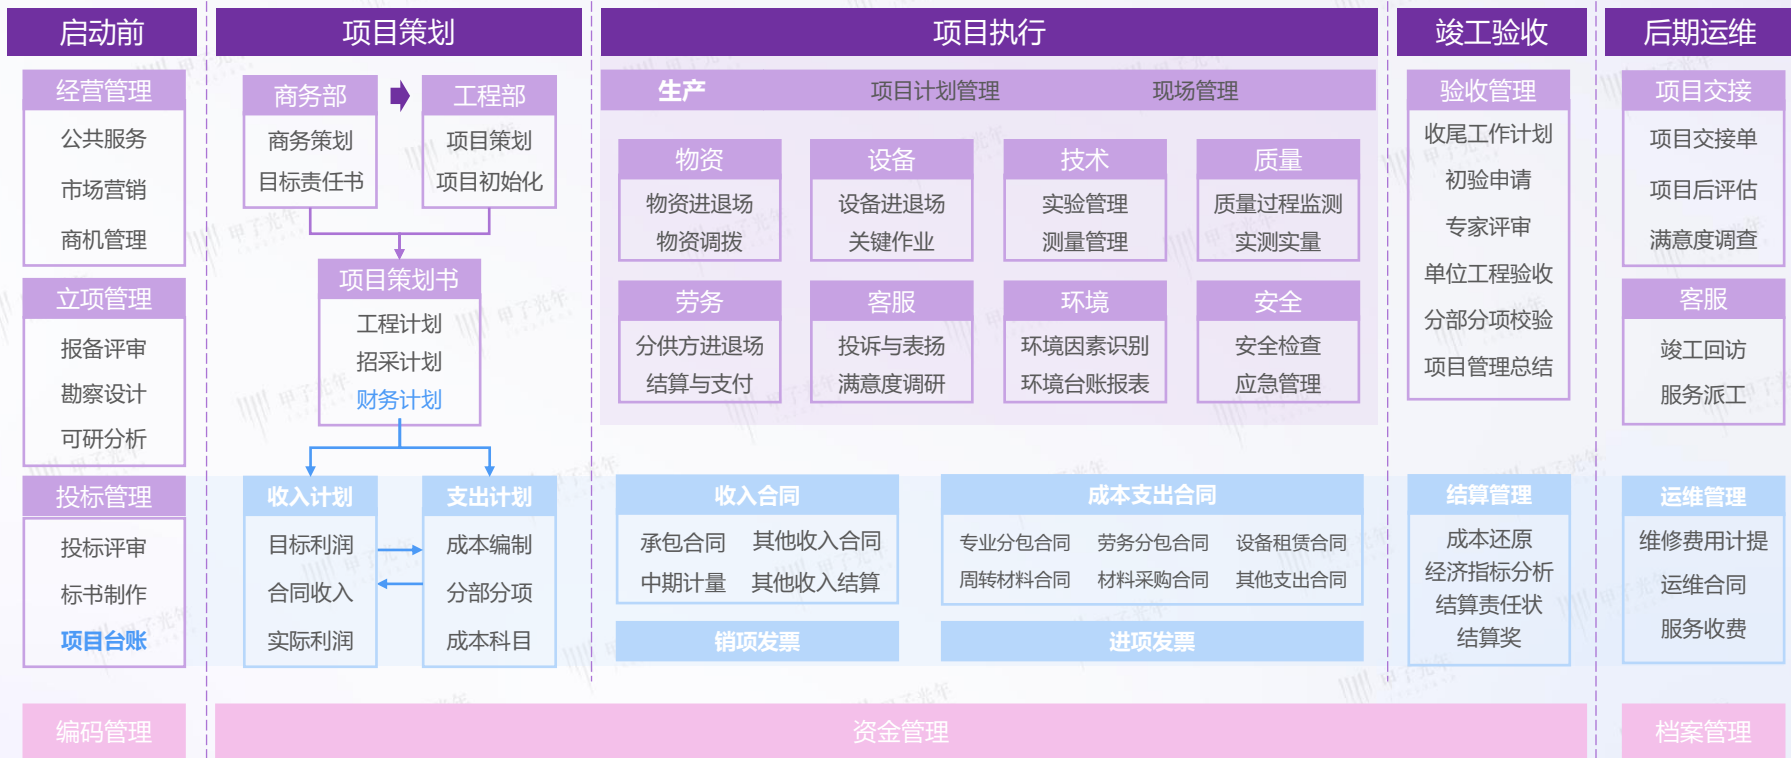 启动前
经营管理
公共服务
市场营销
商机管理
立项管理
报备评审
勘察设计
可研分析
投标管理
投标评审
标书制作
项目台账
编码管理
项目策划
商务部
商务策划
目标责任书
工程部
项目策划
项目初始化
项目策划书
工程计划
招采计划
财务计划
收入计划
目标利润
合同收入
实际利润
支出计划
成本编制
分部分项
成本科目
项目执行
生产 项目计划管理 现场管理
物资
物资进退场
物资调拨
设备
设备进退场
关键作业
技术
实验管理
测量管理
质量
质量过程监测
实测实量
劳务
分供方进退场
结算与支付
客服
投诉与表扬
满意度调研
环境
环境因素识别
环境台账报表
安全
安全检查
应急管理
收入合同
承包合同 其他收入合同
中期计量 其他收入结算
销项发票
成本支出合同
专业分包合同 劳务分包合同 设备租赁合同
周转材料合同 材料采购合同 其他支出合同
进项发票
竣工验收
验收管理
收尾工作计划
初验申请
专家评审
单位工程验收
分部分项校验
项目管理总结
结算管理
成本还原
经济指标分析
结算责任状
结算奖
资金管理
后期运维
项目交接
项目交接单
项目后评估
满意度调查
客服
竣工回访
服务派工
运维管理
维修费用计提
运维合同
服务收费
档案管理
甲子光年